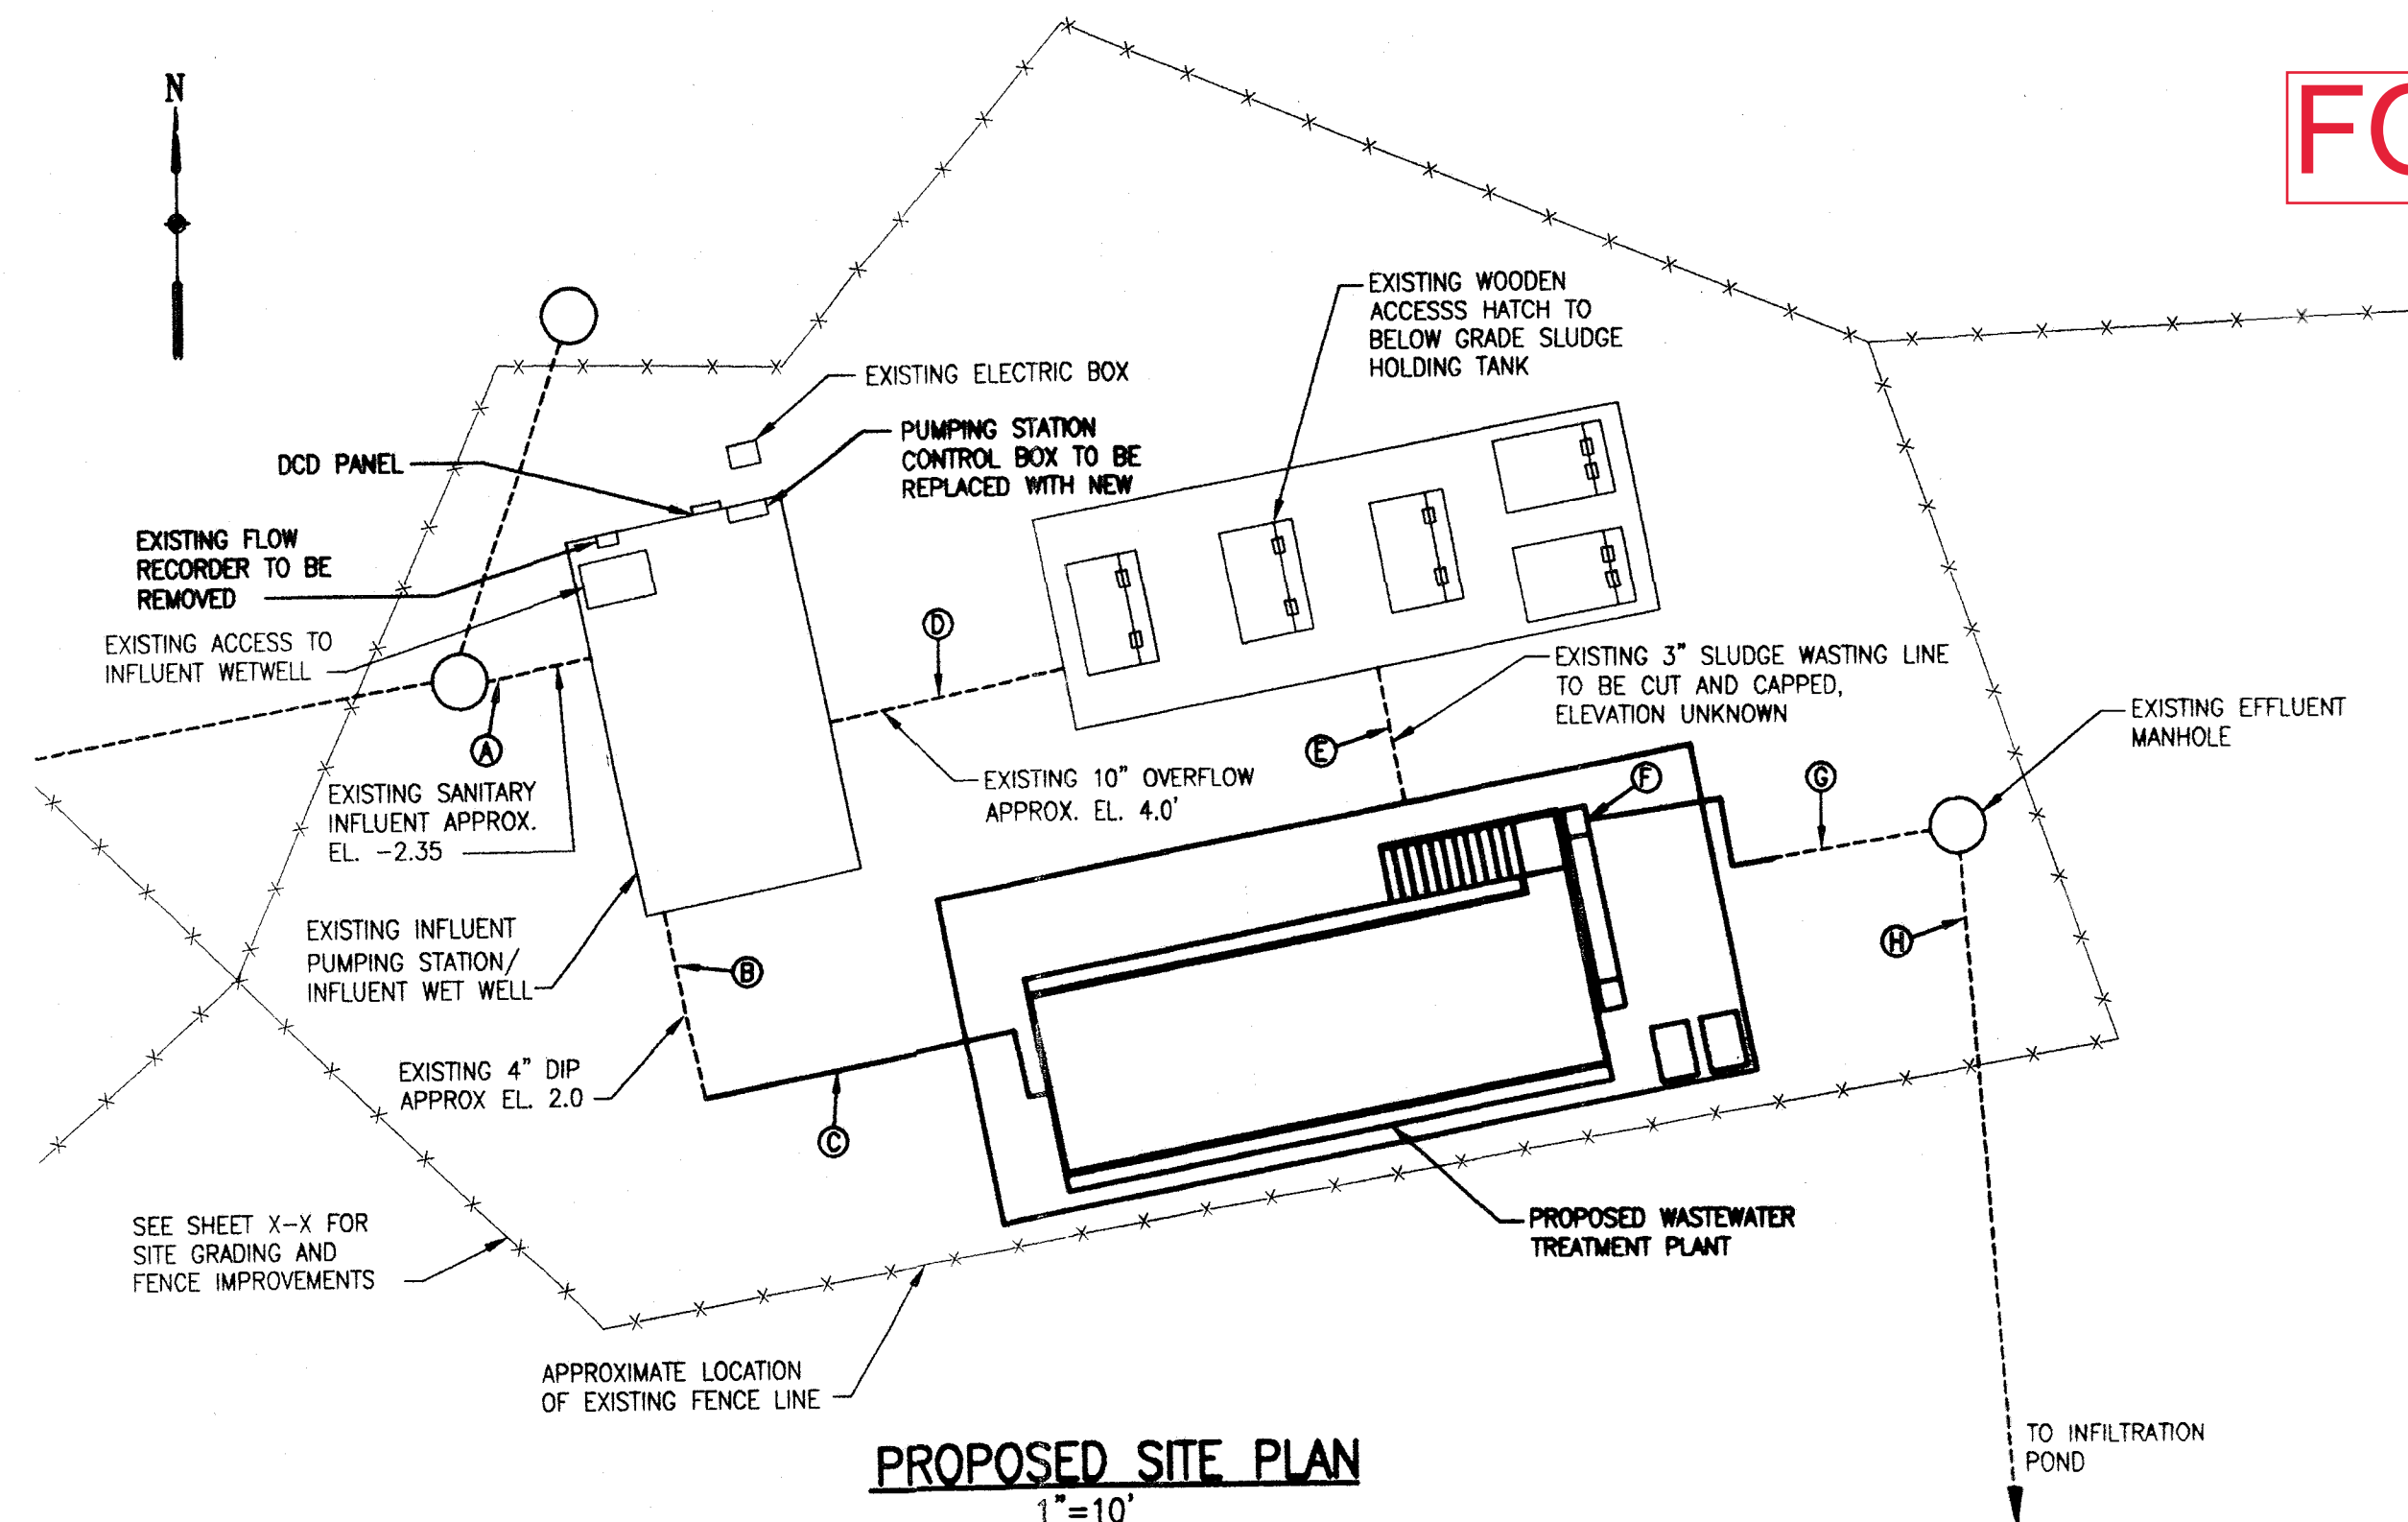 N
FO
EXISTING WOODEN
ACCESSS HATCH TO
BELOW GRADE SLUDGE
HOLDING TANK
EXISTING ELECTRIC BOX
PUMPING STATION
CONTROL BOX TO BE
REPLACED WITH NEW
DCD PANEL
EXISTING FLOW
RECORDER TO BE
REMOVED
EXISTING ACCESS TO
INFLUENT WETWELL
D
EXISTING 3" SLUDGE WASTING LINE
TO BE CUT AND CAPPED,
ELEVATION UNKNOWN
EXISTING EFFLUENT
MANHOLE
A
E
F
G
EXISTING 10" OVERFLOW
APPROX. EL. 4.0'
EXISTING SANITARY
INFLUENT APPROX.
EL. -2.35
H
EXISTING INFLUENT
PUMPING STATION/
INFLUENT WET WELL
B
EXISTING 4" DIP
APPROX EL. 2.0
C
SEE SHEET X-X FOR
SITE GRADING AND
FENCE IMPROVEMENTS
PROPOSED WASTEWATER
TREATMENT PLANT
APPROXIMATE LOCATION
OF EXISTING FENCE LINE
TO INFILTRATION
POND
PROPOSED SITE PLAN
1"=10'